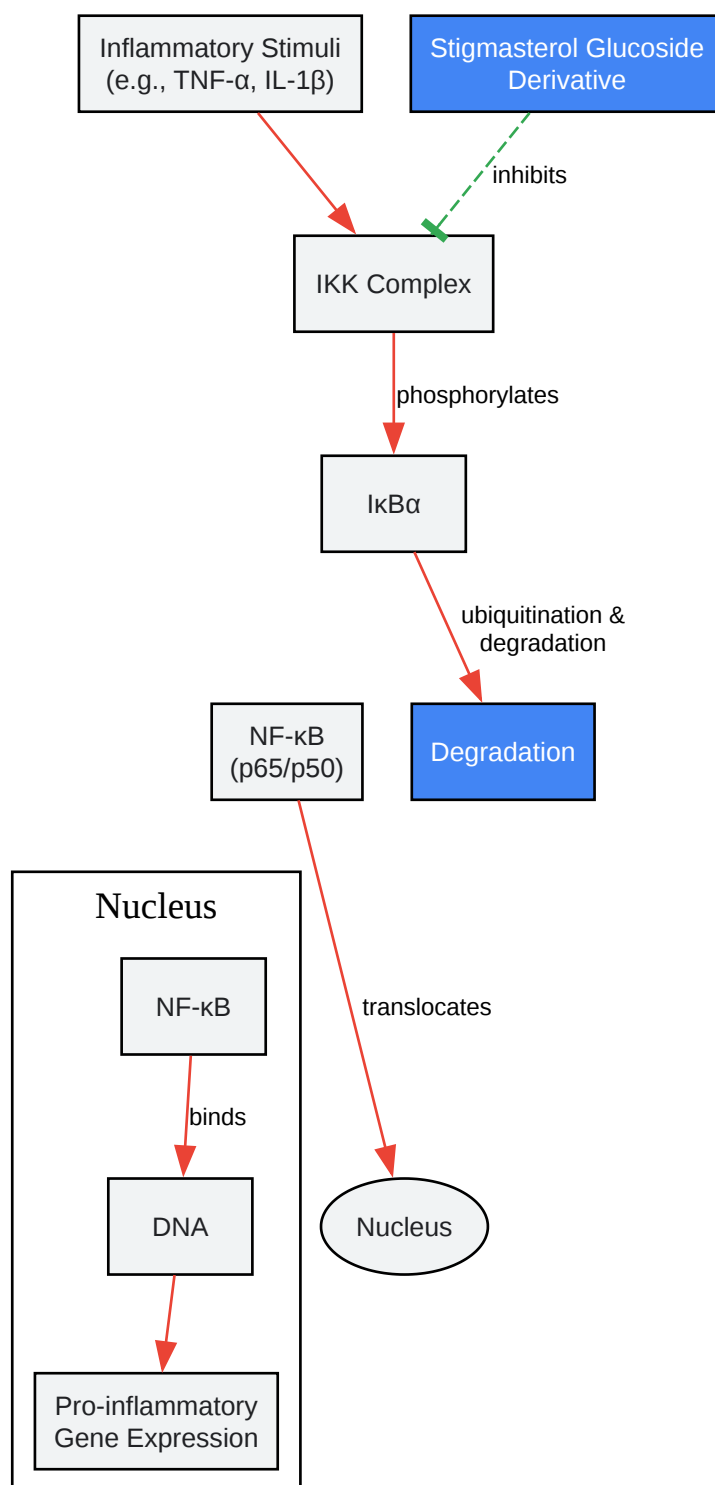 Inflammatory Stimuli
(e.g., TNF-α, IL-1β)
Stigmasterol Glucoside
Derivative
inhibits
IKK Complex
phosphorylates
IκBα
ubiquitination &
degradation
NF-κB
(p65/p50)
Degradation
Nucleus
NF-κB
translocates
binds
DNA
Nucleus
Pro-inflammatory
Gene Expression